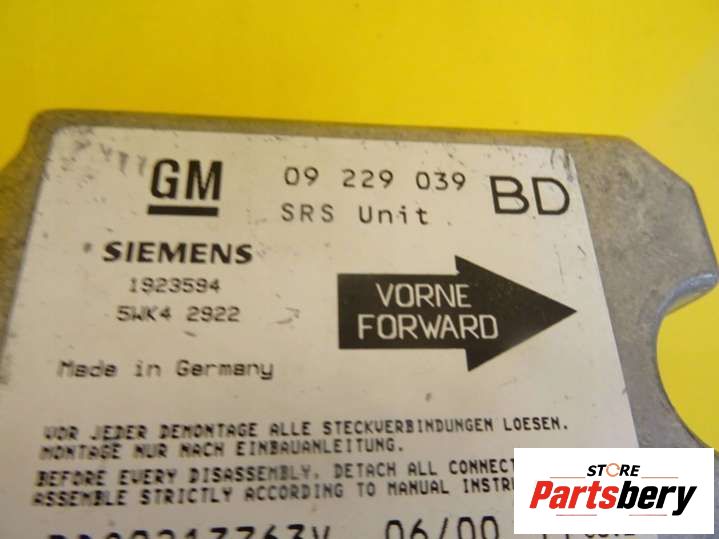 GM 09 229 039 BD
SRS Unit
SIEMENS
1923594
5WK4 2922
VORNE
FORWARD
Made in Germany
VOR JEDER DEMONTAGE ALLE STECKVERBINDUNGEN LOESEN.
MONTAGE NUR NACH EINBAUANLEITUNG.
BEFORE EVERY DISASSEMBLY, DETACH ALL
ASSEMBLE STRICTLY ACCORDING TO MANUAL
06/00
STORE
Partsbery